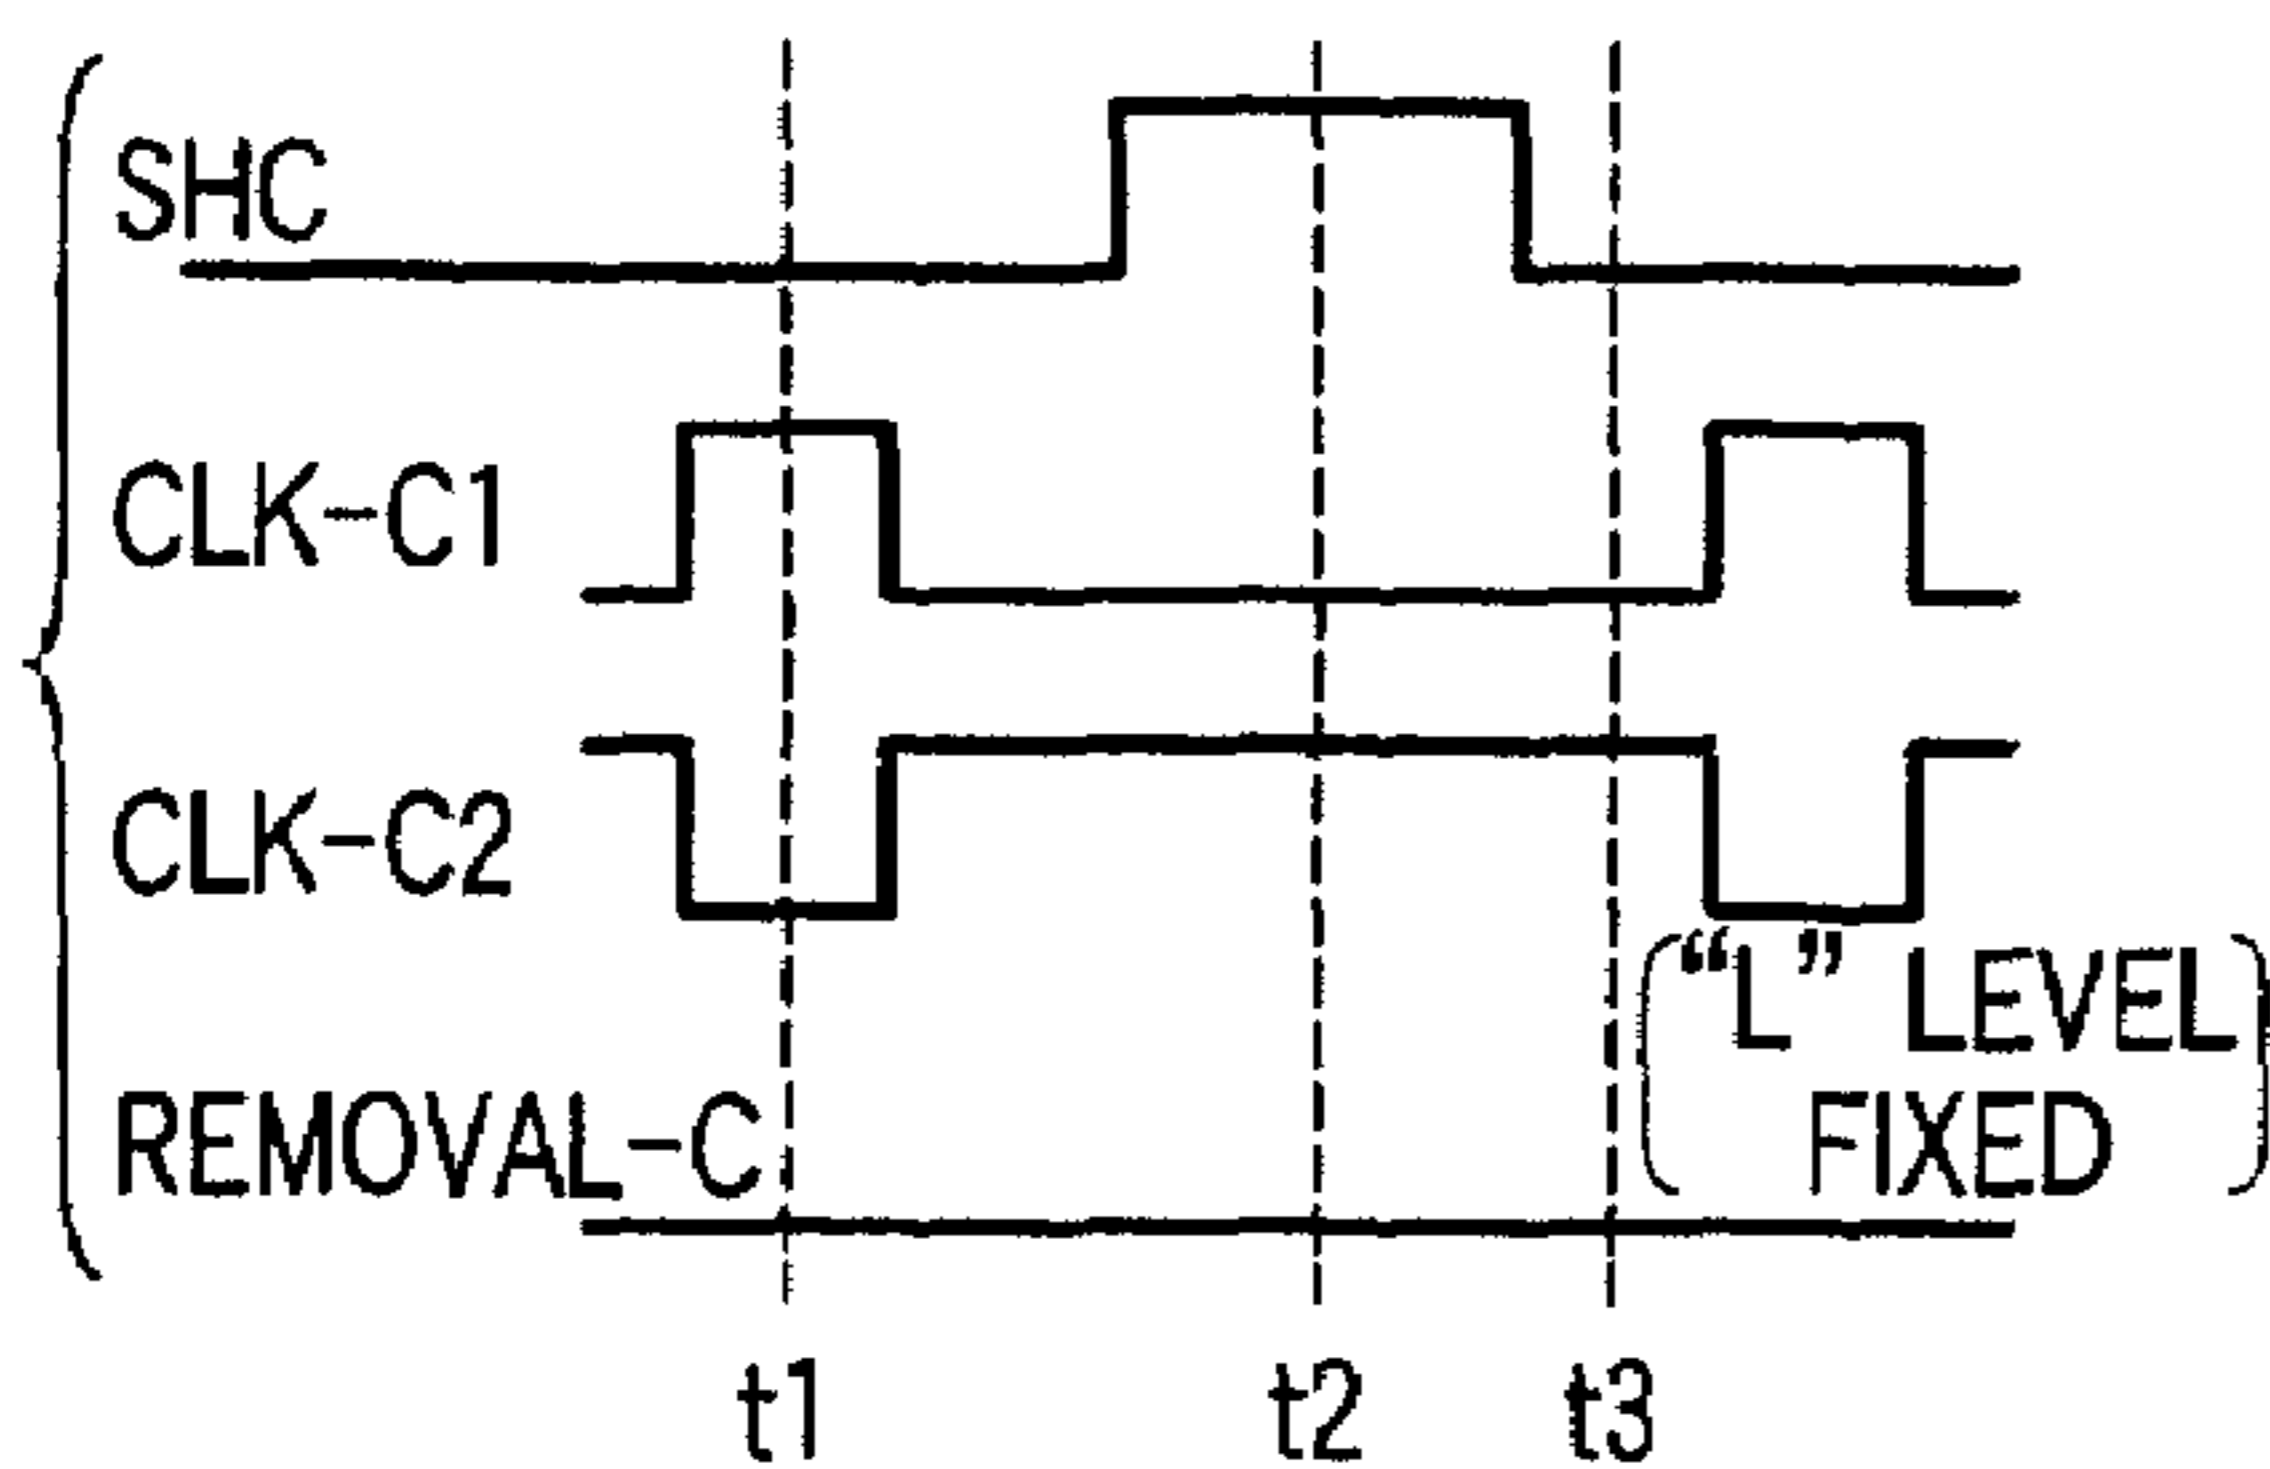 SHC
CLK-C1
CLK-C2
(“L” LEVEL
FIXED)
REMOVAL-C
t1 t2 t3